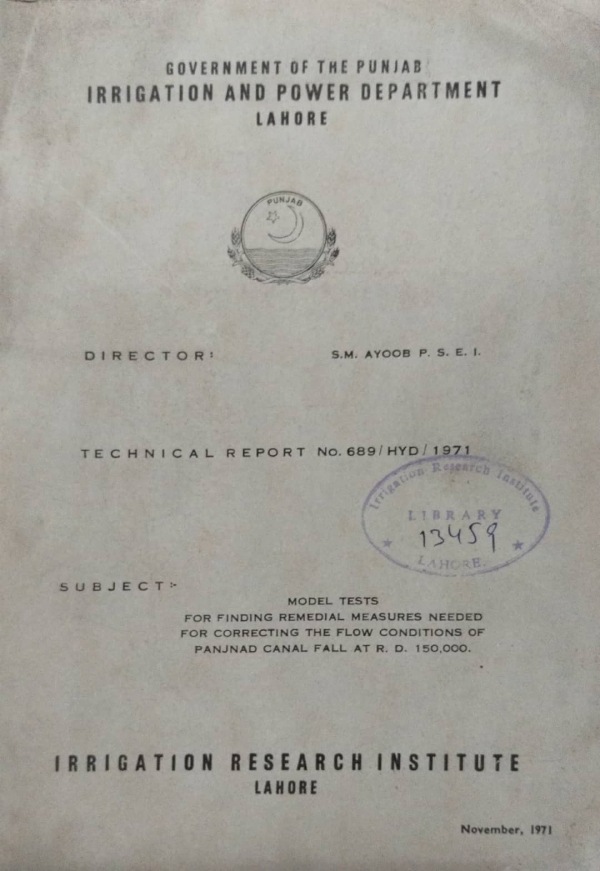 GOVERNMENT OF THE PUNJAB
IRRIGATION AND POWER DEPARTMENT
LAHORE
PUNJAB
DIRECTOR:
S.M. AYOOB P. S. E. I.
TECHNICAL REPORT No. 689/HYD/1971
Irrigation Research Institute
LIBRARY
13459
LAHORE.
SUBJECT:-
MODEL TESTS
FOR FINDING REMEDIAL MEASURES NEEDED
FOR CORRECTING THE FLOW CONDITIONS OF
PANJNAD CANAL FALL AT R. D. 150,000.
IRRIGATION RESEARCH INSTITUTE
LAHORE
November, 1971